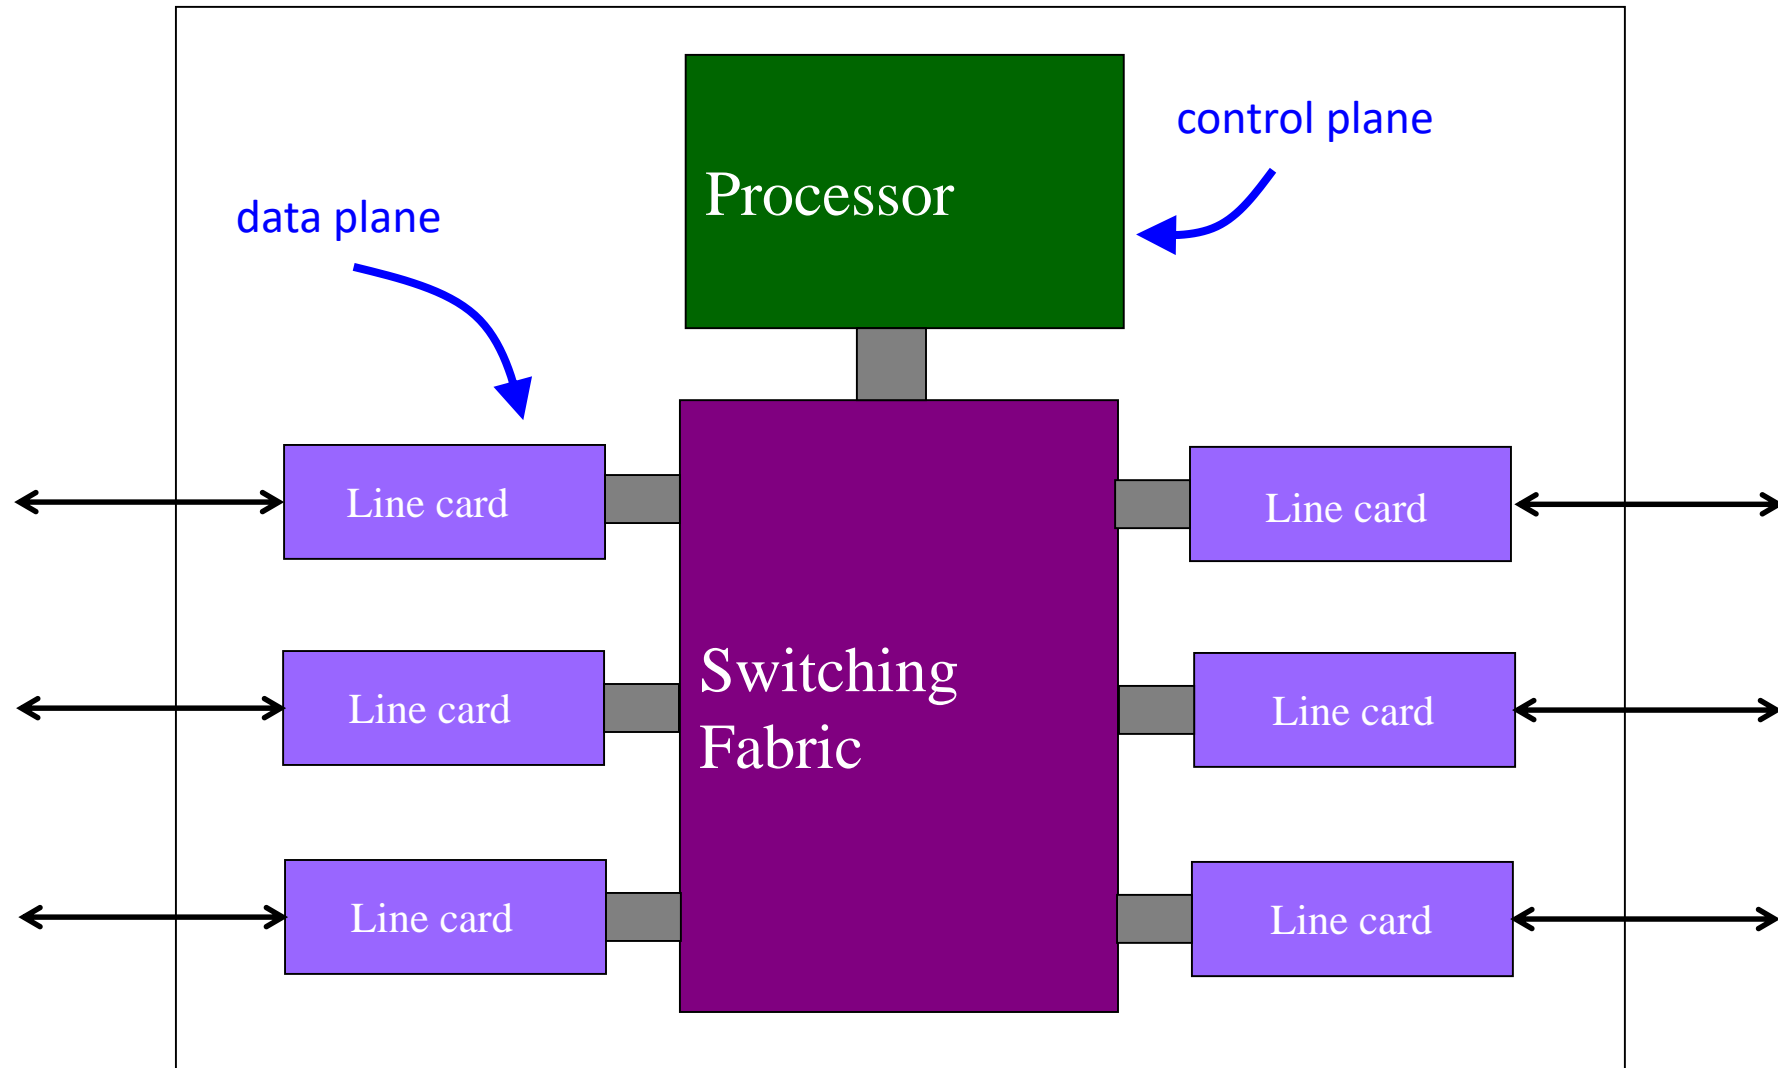 control plane
Processor
data plane
Line card
Line card
Switching
Fabric
Line card
Line card
Line card
Line card